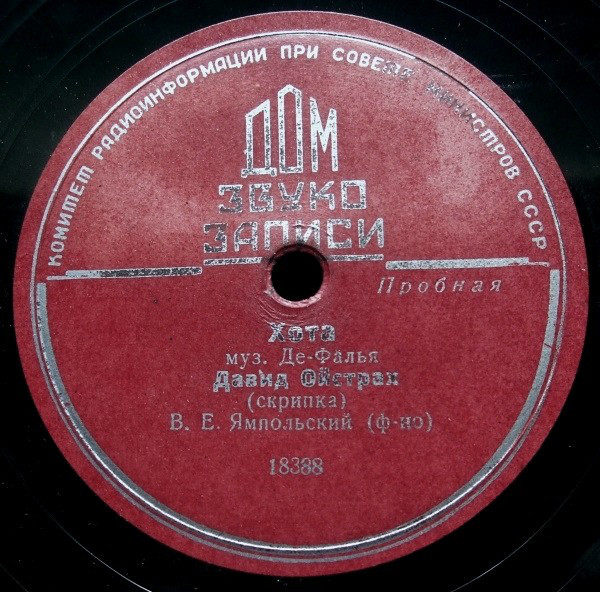 КОМИТЕТ РАДИОИНФОРМАЦИИ ПРИ СОВЕТЕ МИНИСТРОВ СССР
ДОМ
ЗВУКО
ЗАПИСИ
Пробная
Хота
муз. Де-Фалья
Давид Ойстрах
(скрипка)
В. Е. Ямпольский (ф-но)
18388